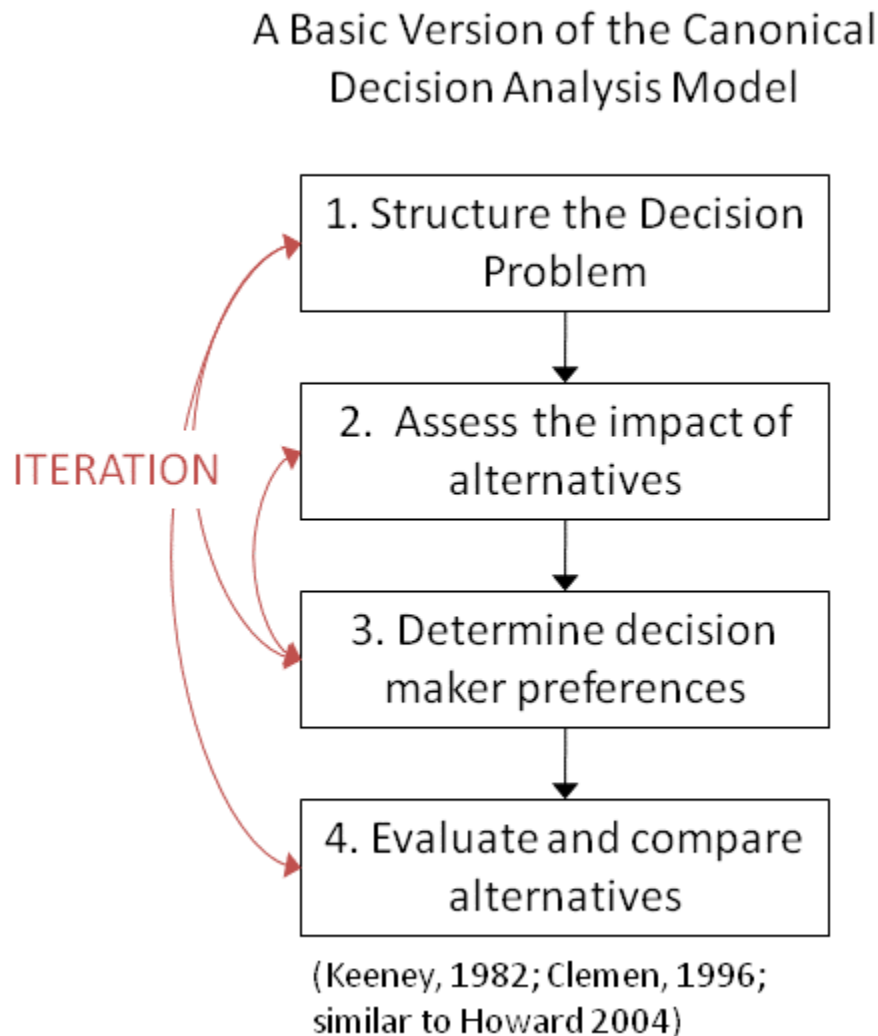 A Basic Version of the Canonical
Decision Analysis Model
1. Structure the Decision
Problem
2. Assess the impact of
alternatives
ITERATION
3. Determine decision
maker preferences
4. Evaluate and compare
alternatives
(Keeney, 1982; Clemen, 1996;
similar to Howard 2004)